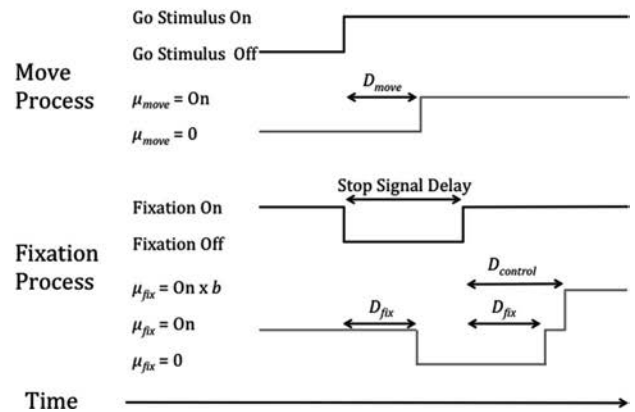 Go Stimulus On
Go Stimulus Off
Move
Process
D_move
μ_move = On
μ_move = 0
Stop Signal Delay
Fixation On
Fixation Off
Fixation
Process
D_control
μ_fix = On x b
D_fix
D_fix
μ_fix = On
μ_fix = 0
Time